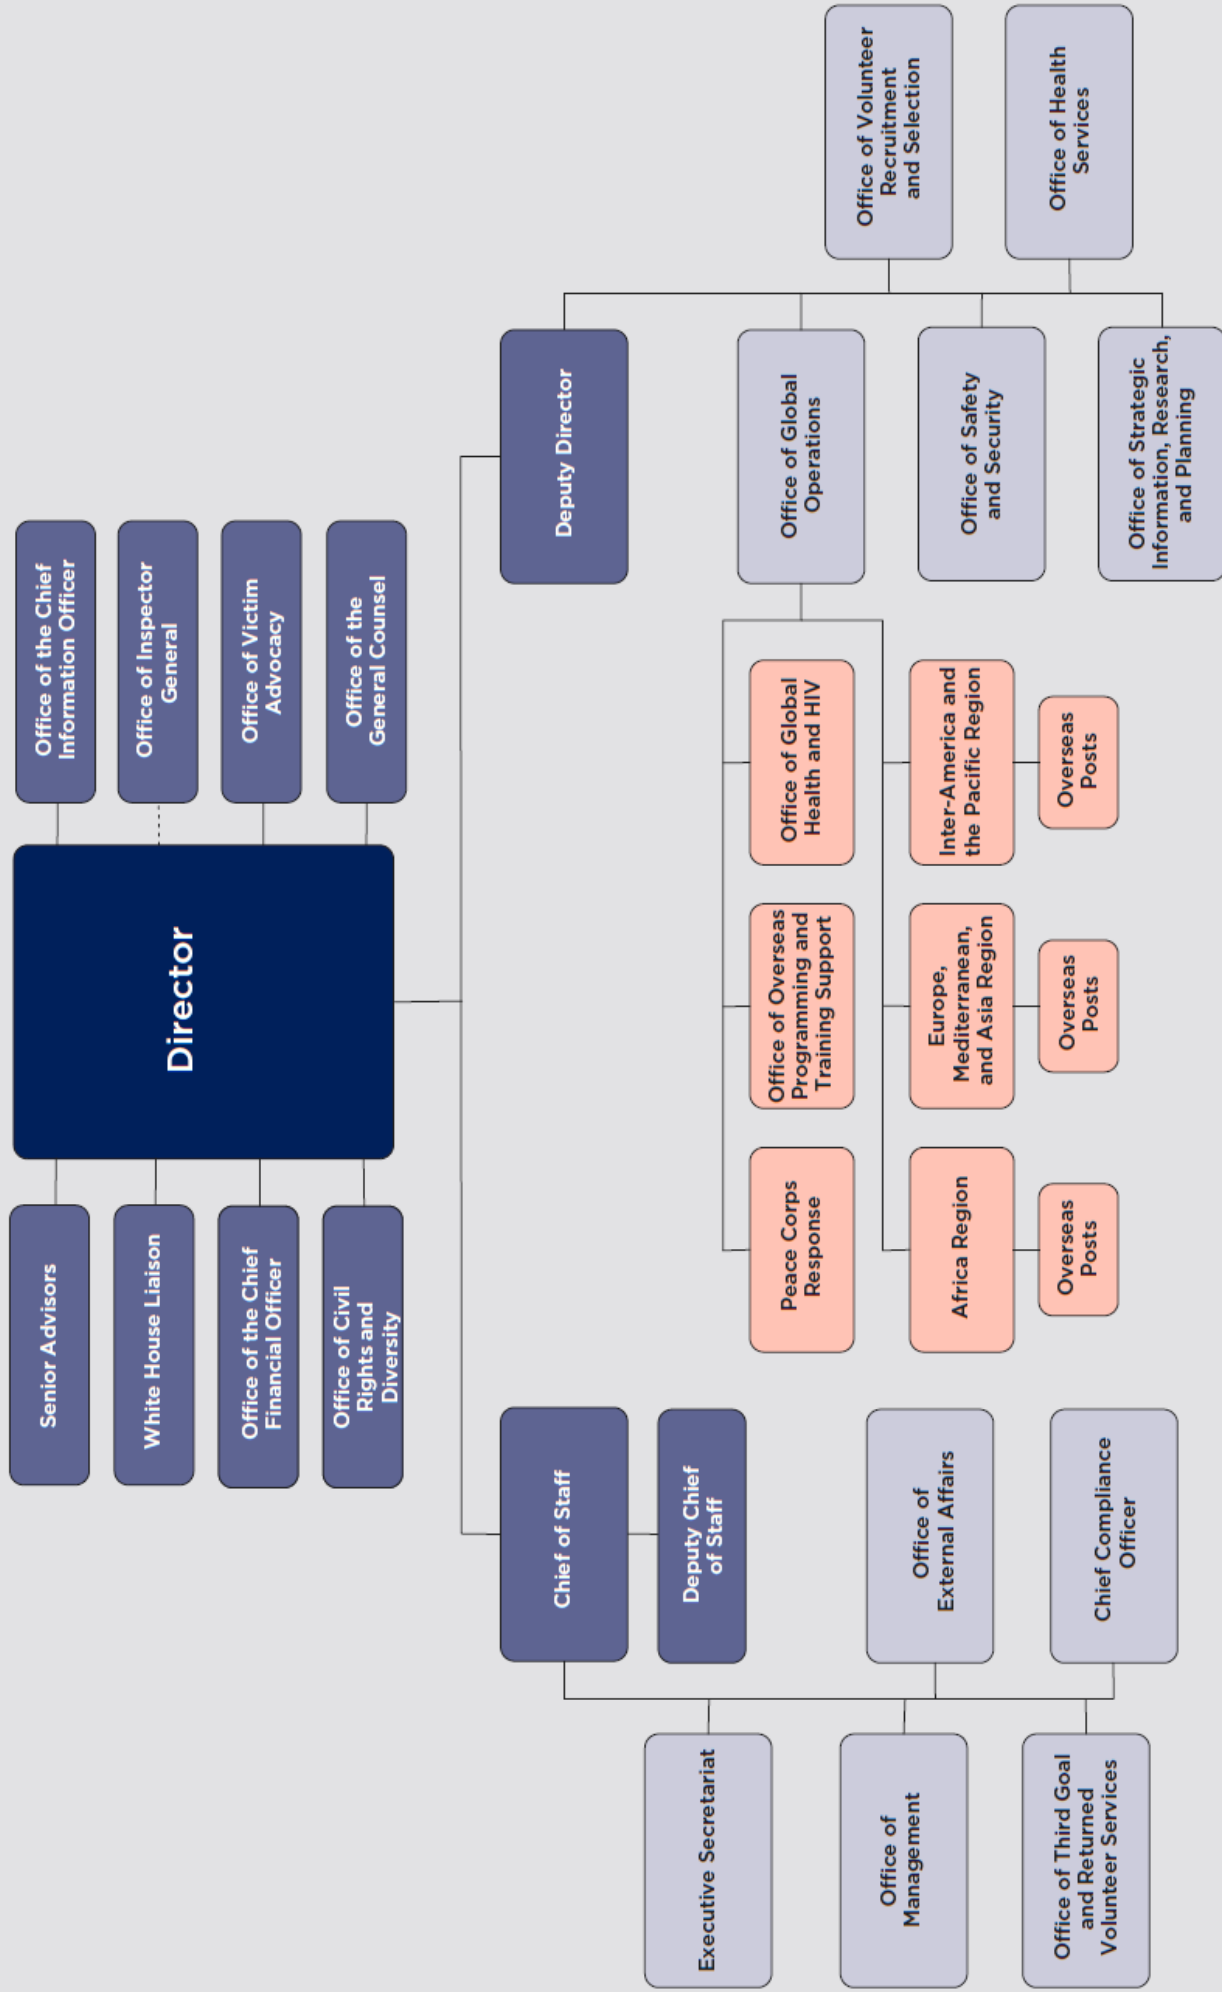 Director
Senior Advisors
White House Liaison
Office of the Chief
Financial Officer
Office of Civil
Rights and
Diversity
Office of the Chief
Information Officer
Office of Inspector
General
Office of Victim
Advocacy
Office of the
General Counsel
Chief of Staff
Deputy Chief
of Staff
Executive Secretariat
Office of
Management
Office of Third Goal
and Returned
Volunteer Services
Office of
External Affairs
Chief Compliance
Officer
Deputy Director
Office of Global
Operations
Office of Safety
and Security
Office of Strategic
Information, Research,
and Planning
Office of Volunteer
Recruitment
and Selection
Office of Health
Services
Peace Corps
Response
Office of Overseas
Programming and
Training Support
Office of Global
Health and HIV
Africa Region
Europe,
Mediterranean,
and Asia Region
Inter-America and
the Pacific Region
Overseas
Posts
Overseas
Posts
Overseas
Posts